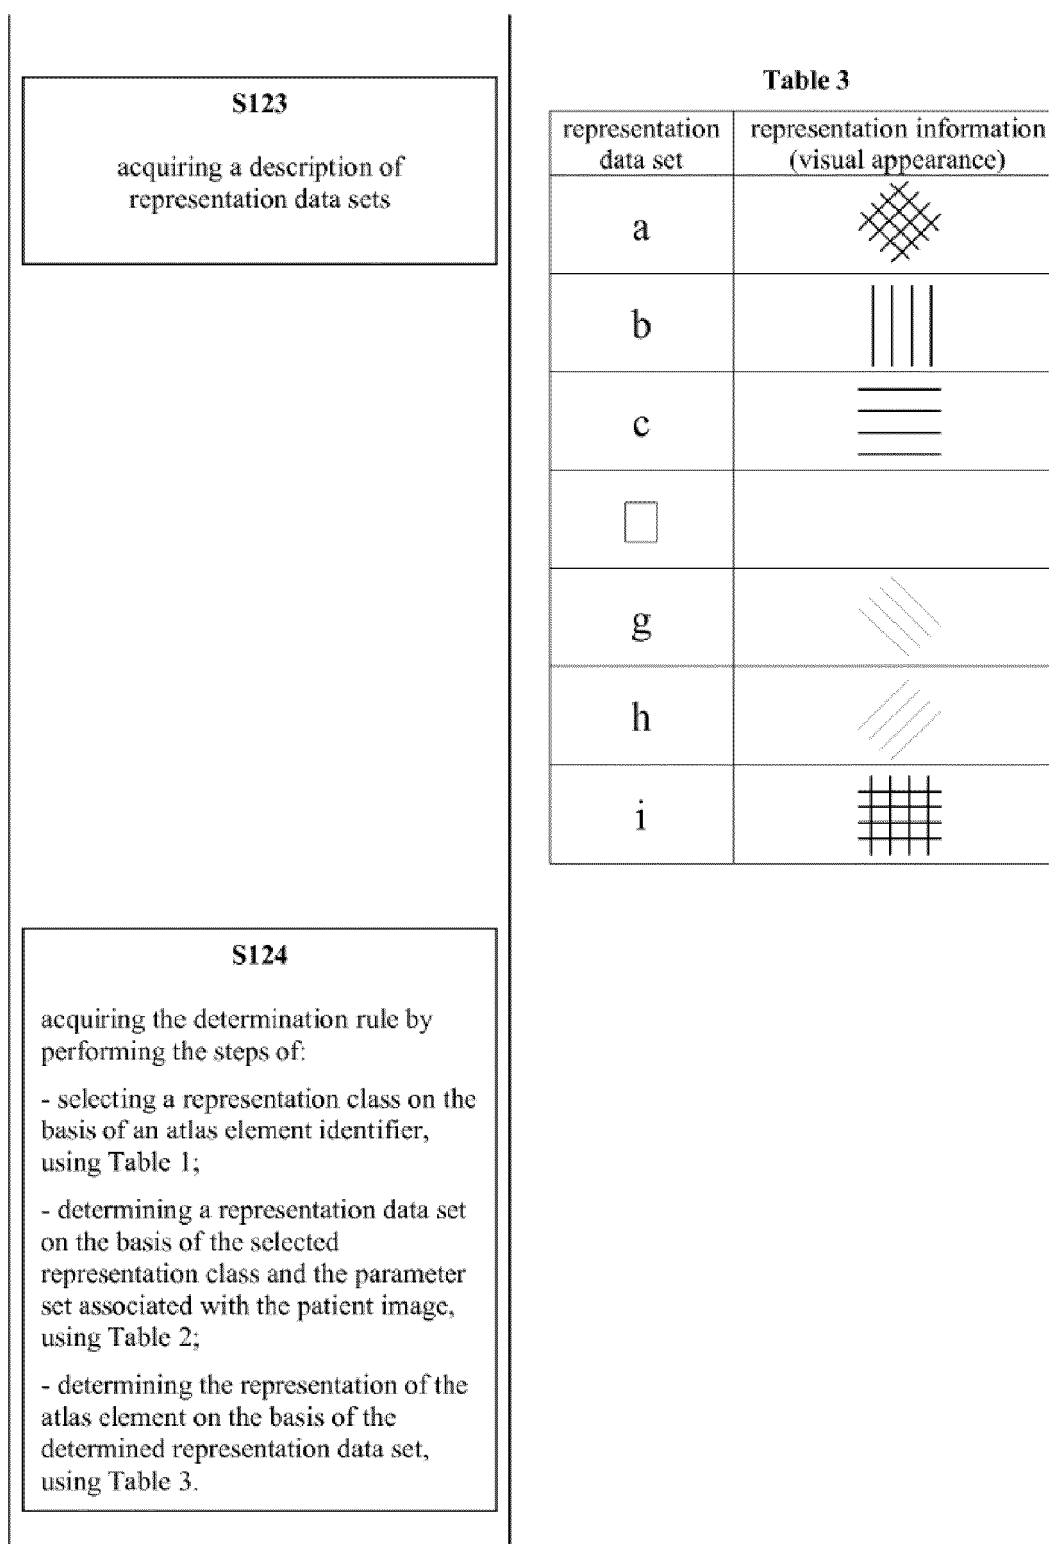 S123
acquiring a description of
representation data sets
Table 3
representation data set
representation information (visual appearance)
a
b
c
g
h
i
S124
acquiring the determination rule by
performing the steps of:
- selecting a representation class on the
basis of an atlas element identifier,
using Table 1;
- determining a representation data set
on the basis of the selected
representation class and the parameter
set associated with the patient image,
using Table 2;
- determining the representation of the
atlas element on the basis of the
determined representation data set,
using Table 3.